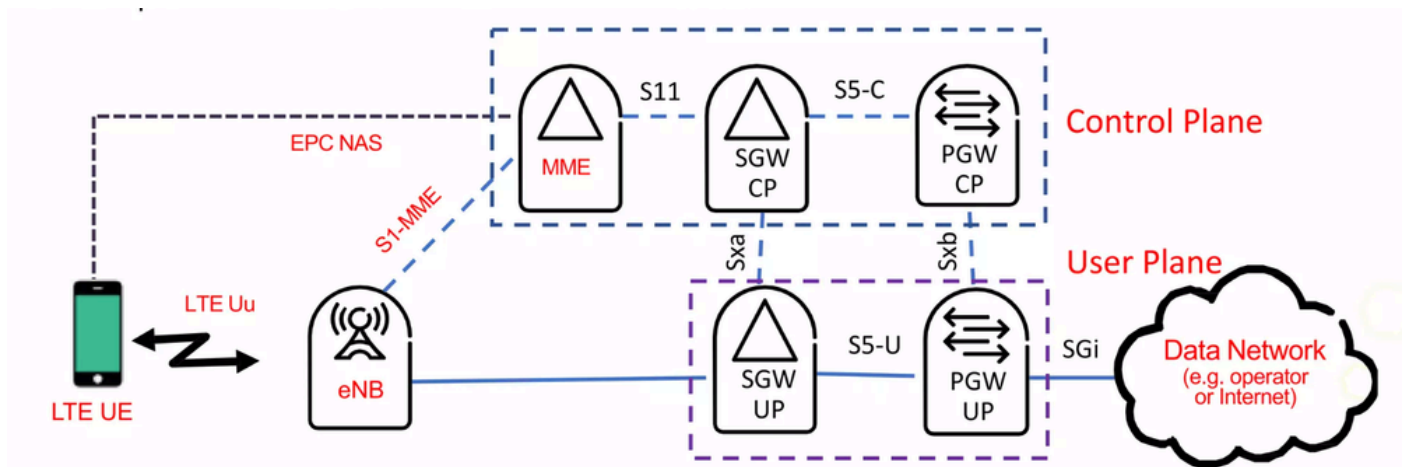 S11
S5-C
Control Plane
EPC NAS
MME
SGW
CP
PGW
CP
S1-MME
Sxa
Sxb
User Plane
LTE Uu
S5-U
SGi
Data Network
(e.g. operator
or Internet)
eNB
SGW
UP
PGW
UP
LTE UE